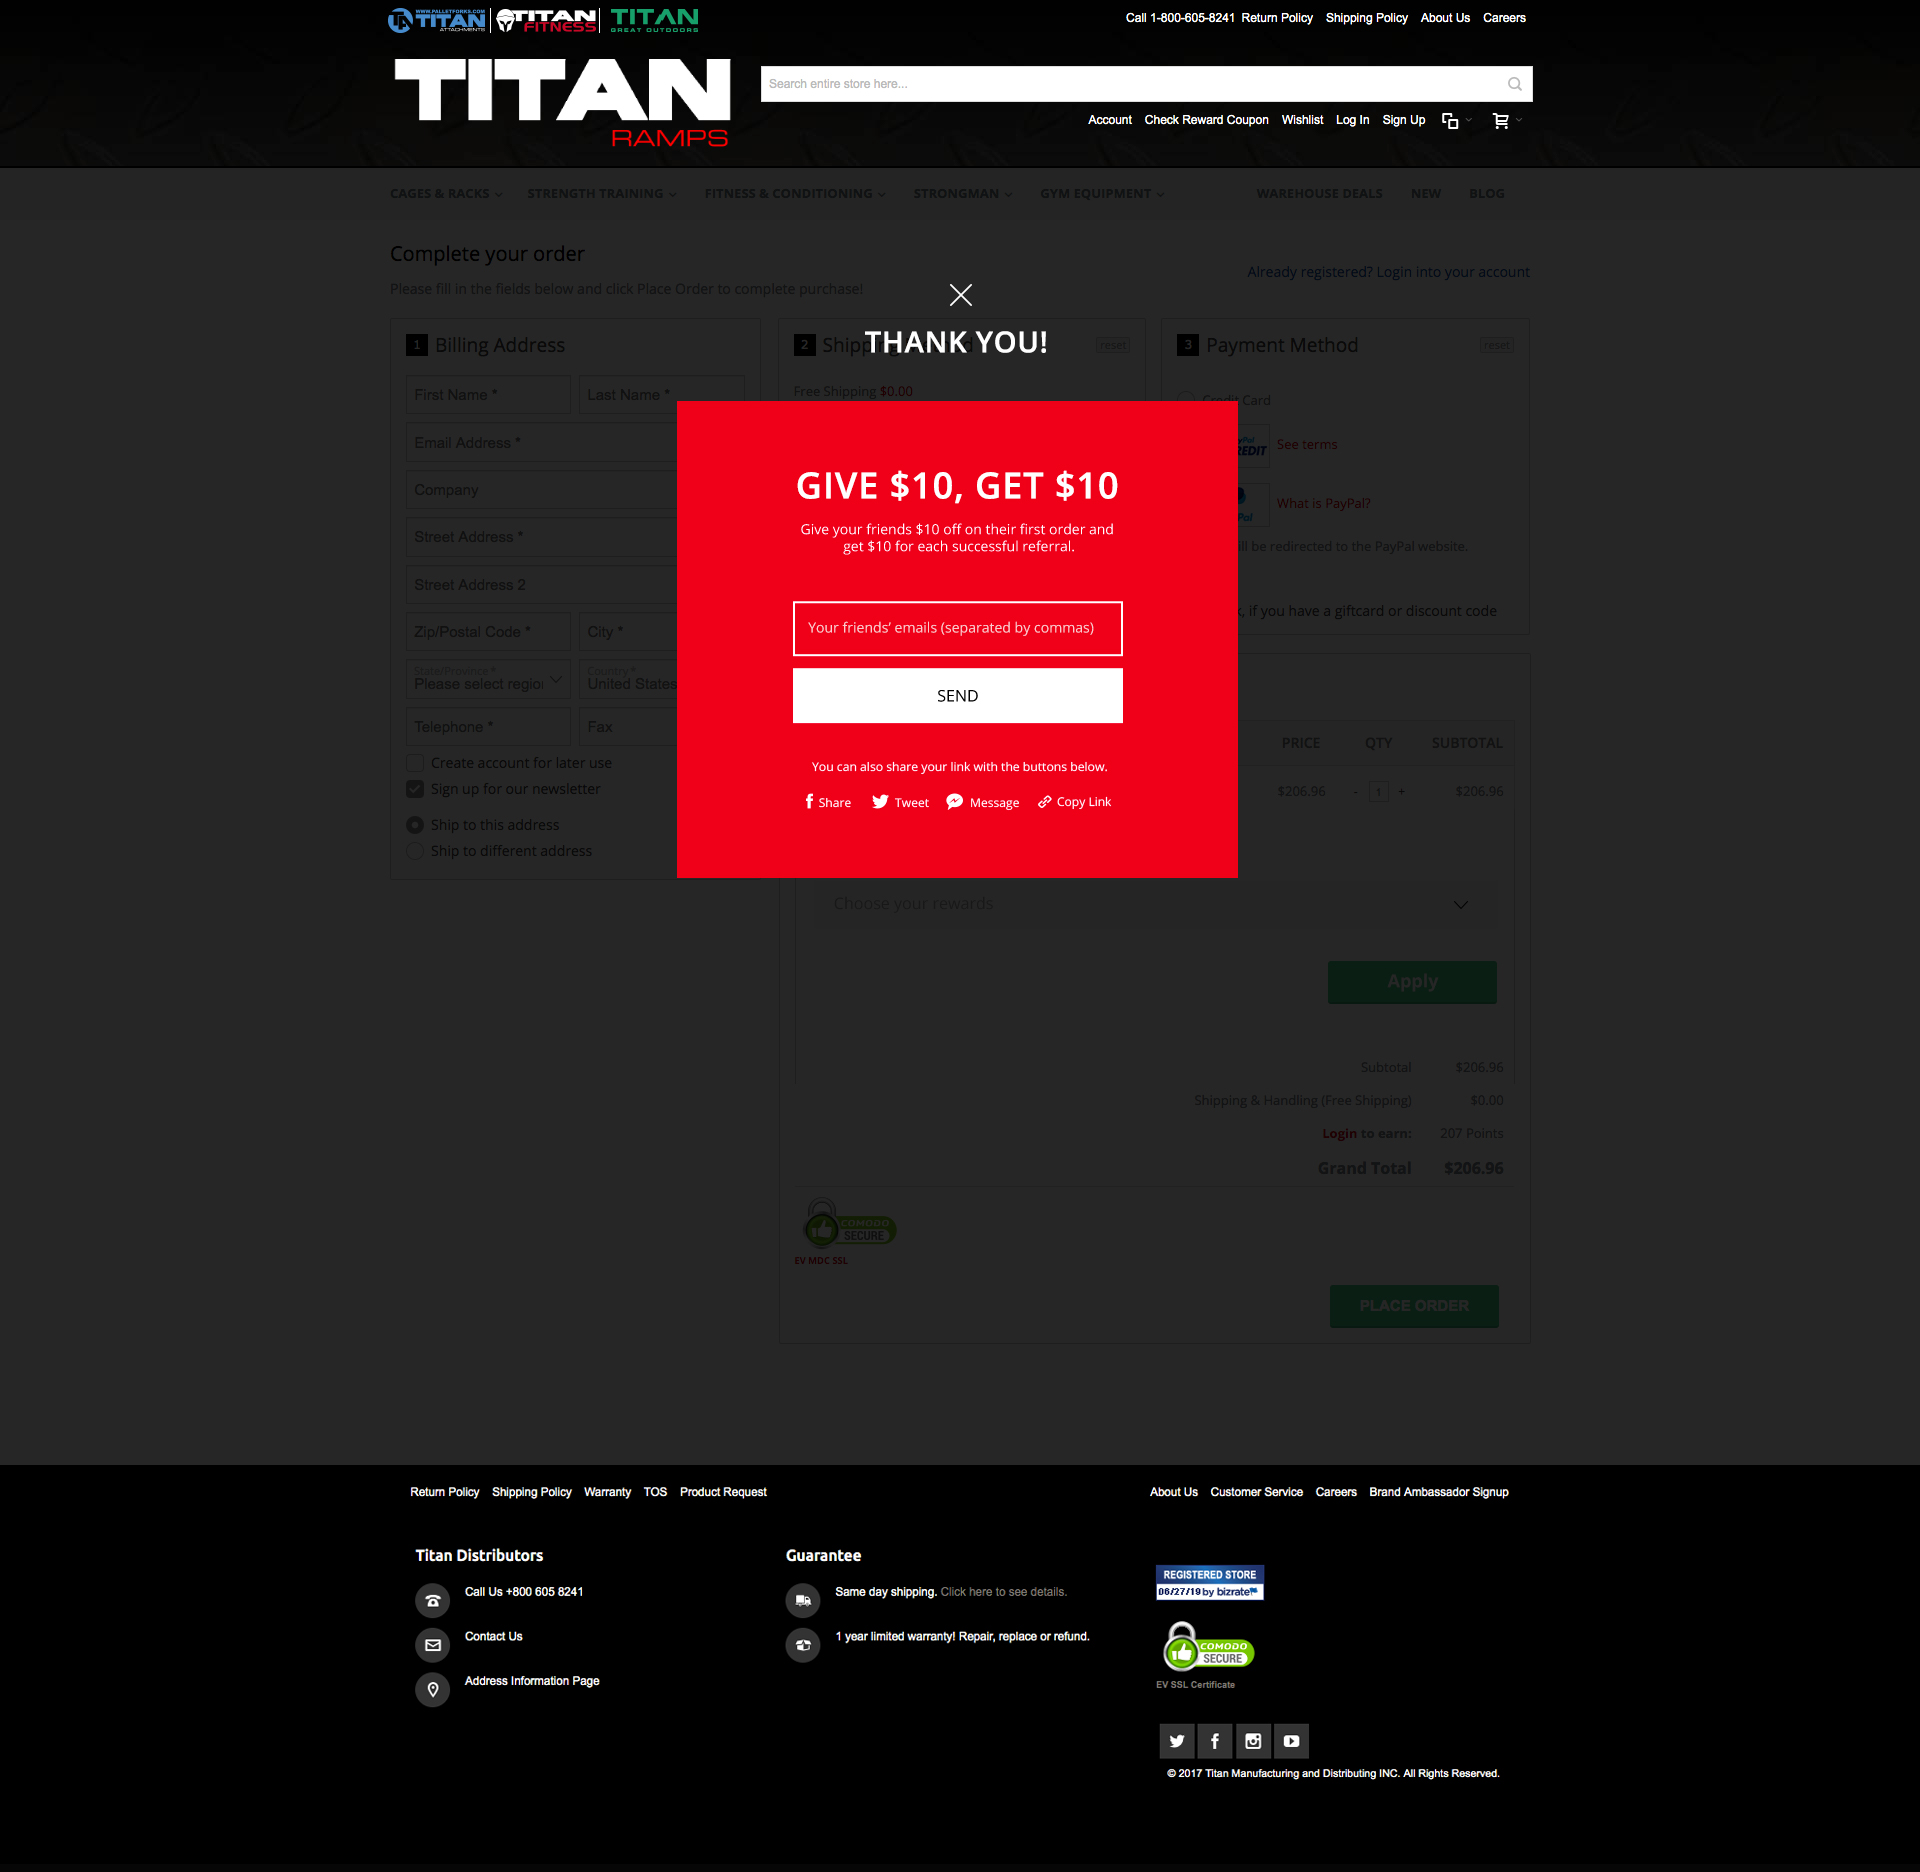 WWW.PALLETFORKS.COM
TITAN
ATTACHMENTS
TITAN
FITNESS
TITAN
GREAT OUTDOORS
Call 1-800-605-8241 Return Policy Shipping Policy About Us Careers
TITAN
RAMPS
Search entire store here...
Account Check Reward Coupon Wishlist Log In Sign Up
CAGES & RACKS STRENGTH TRAINING FITNESS & CONDITIONING STRONGMAN GYM EQUIPMENT WAREHOUSE DEALS NEW BLOG
Complete your order
Already registered? Login into your account
Please fill in the fields below and click Place Order to complete purchase!
THANK YOU!
1 Billing Address
First Name * Last Name *
Email Address *
Company
Street Address *
Street Address 2
Zip/Postal Code * City *
State/Province * Country *
Please select region United States
Telephone * Fax
Create account for later use
Sign up for our newsletter
Ship to this address
Ship to different address
2 reset
Free Shipping $0.00
3 Payment Method reset
Credit Card
See terms
What is PayPal?
be redirected to the PayPal website.
, if you have a giftcard or discount code
GIVE $10, GET $10
Give your friends $10 off on their first order and
get $10 for each successful referral.
Your friends’ emails (separated by commas)
SEND
You can also share your link with the buttons below.
Share Tweet Message Copy Link
PRICE QTY SUBTOTAL
$206.96 - 1 + $206.96
Choose your rewards
Apply
Subtotal $206.96
Shipping & Handling (Free Shipping) $0.00
Login to earn: 207 Points
Grand Total $206.96
COMODO
SECURE
EV MDC SSL
PLACE ORDER
Return Policy Shipping Policy Warranty TOS Product Request
About Us Customer Service Careers Brand Ambassador Signup
Titan Distributors
Call Us +800 605 8241
Contact Us
Address Information Page
Guarantee
Same day shipping. Click here to see details.
1 year limited warranty! Repair, replace or refund.
REGISTERED STORE
06/27/19 by bizrate
COMODO
SECURE
EV SSL Certificate
© 2017 Titan Manufacturing and Distributing INC. All Rights Reserved.